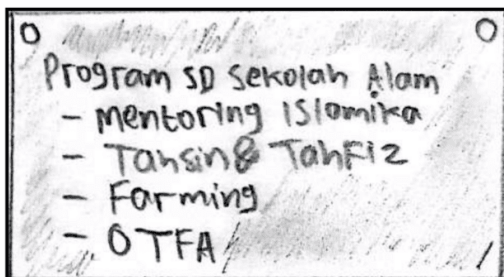 Program SD Sekolah Alam
- Mentoring Islamika
- Tahsin & Tahfiz
- Farming
- OTFA